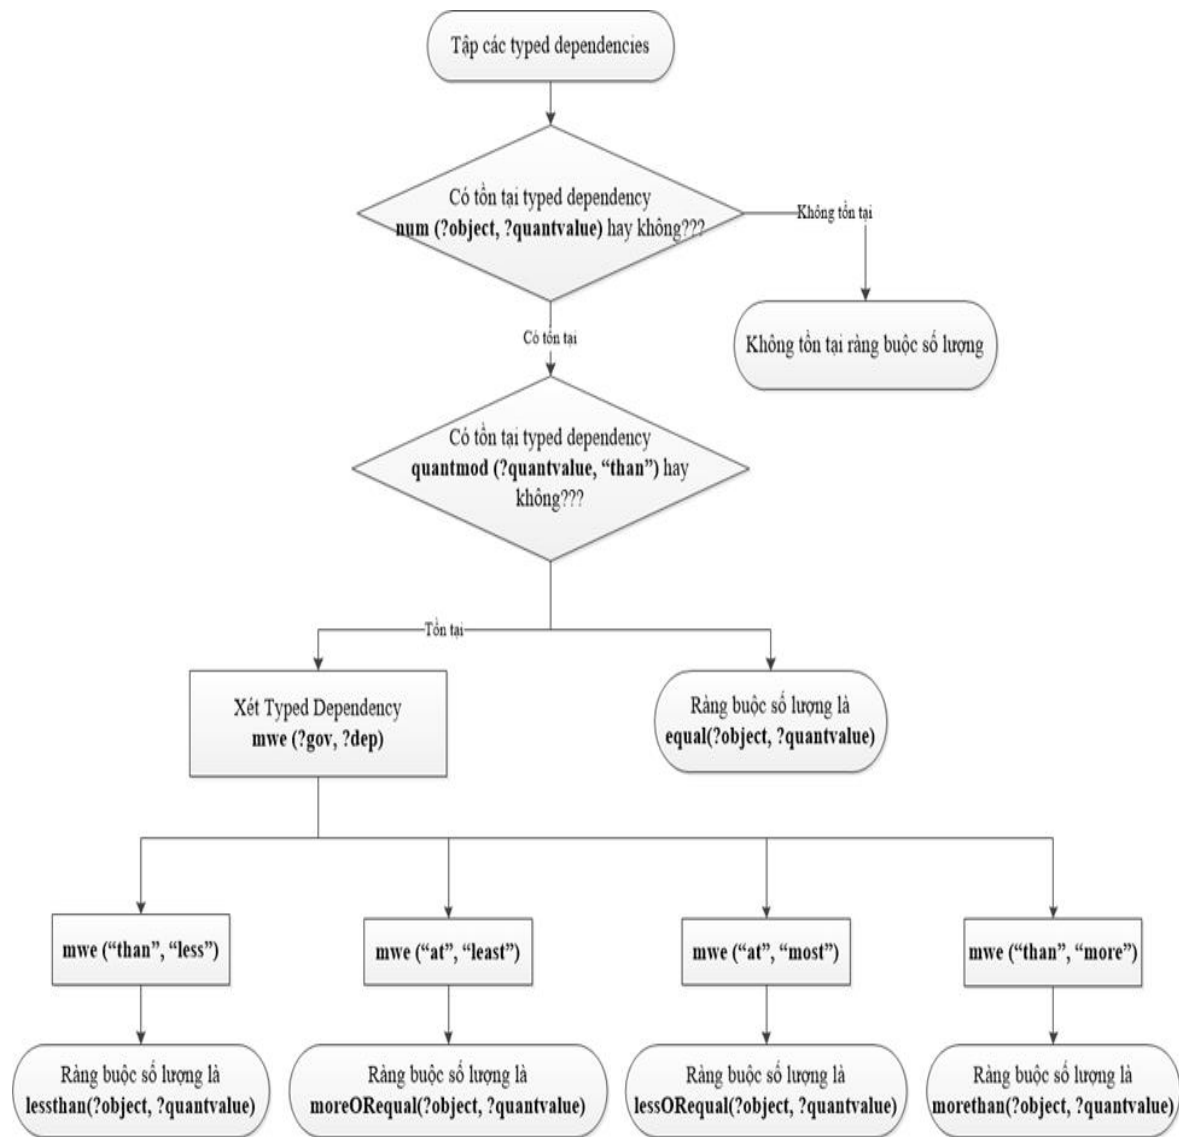 Tập các typed dependencies
Có tồn tại typed dependency
num (?object, ?quantvalue) hay không???
Không tồn tại
Không tồn tại ràng buộc số lượng
Có tồn tại
Có tồn tại typed dependency
quantmod (?quantvalue, “than”) hay
không???
Tồn tại
Xét Typed Dependency
mwe (?gov, ?dep)
Ràng buộc số lượng là
equal(?object, ?quantvalue)
mwe (“than”, “less”)
mwe (“at”, “least”)
mwe (“at”, “most”)
mwe (“than”, “more”)
Ràng buộc số lượng là
lessthan(?object, ?quantvalue)
Ràng buộc số lượng là
moreORequal(?object, ?quantvalue)
Ràng buộc số lượng là
lessORequal(?object, ?quantvalue)
Ràng buộc số lượng là
morethan(?object, ?quantvalue)